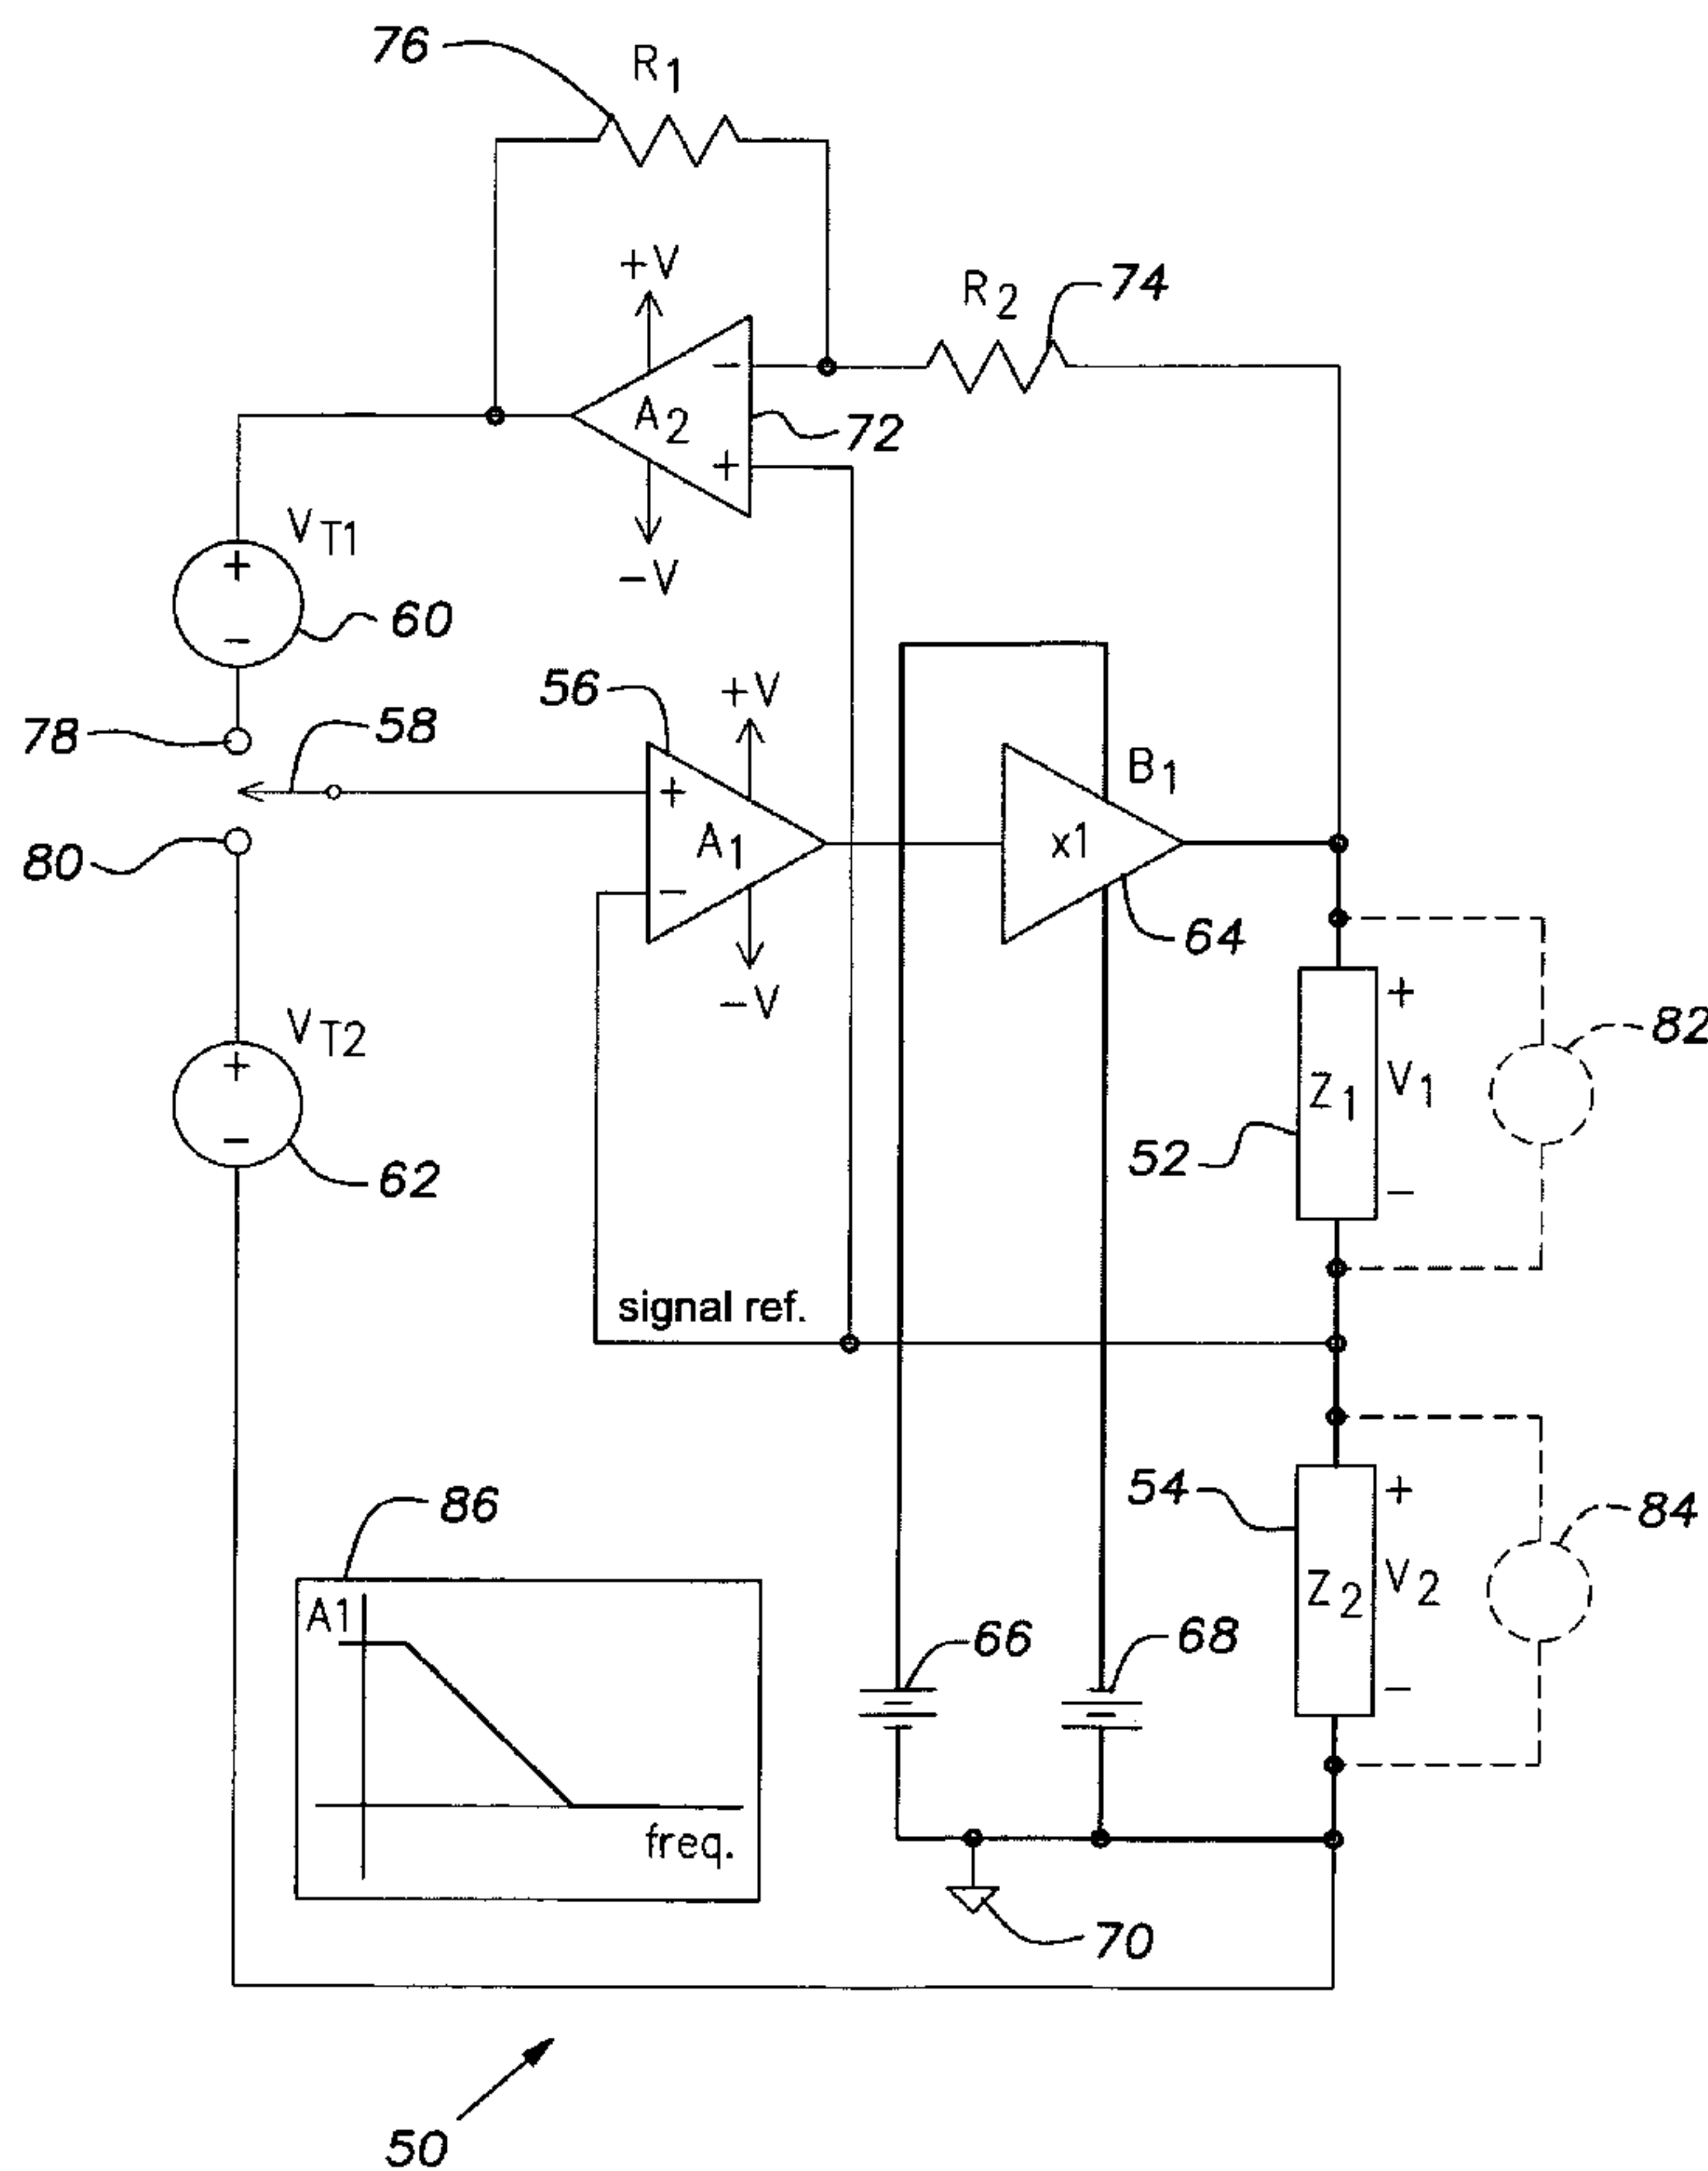 76
R1
+V
R2
74
−
A2
72
+
−V
VT1
+
60
−
56
+V
78
58
+
A1
−
−V
80
B1
x1
64
VT2
+
−
62
+
82
Z1
V1
52
−
signal ref.
86
A1
freq.
54
+
84
Z2
V2
−
66
68
70
50